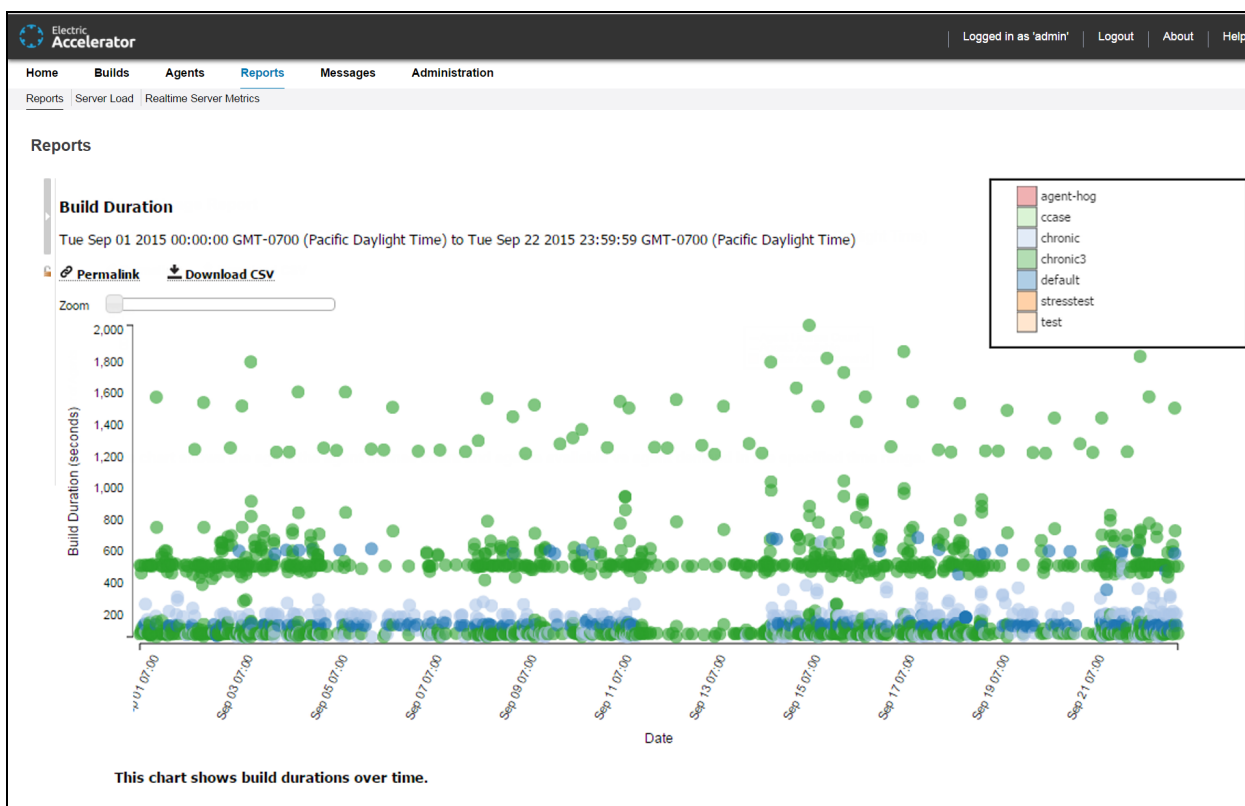 Electric
Accelerator
Logged in as 'admin' Logout About Help
Home Builds Agents Reports Messages Administration
Reports Server Load Realtime Server Metrics
Reports
Build Duration
Tue Sep 01 2015 00:00:00 GMT-0700 (Pacific Daylight Time) to Tue Sep 22 2015 23:59:59 GMT-0700 (Pacific Daylight Time)
Permalink Download CSV
Zoom
agent-hog
ccase
chronic
chronic3
default
stresstest
test
2,000
1,800
1,600
1,400
1,200
1,000
800
600
400
200
0
Build Duration (seconds)
01 07:00
Sep 03 07:00
Sep 05 07:00
Sep 07 07:00
Sep 09 07:00
Sep 11 07:00
Sep 13 07:00
Sep 15 07:00
Sep 17 07:00
Sep 19 07:00
Sep 21 07:00
Date
This chart shows build durations over time.